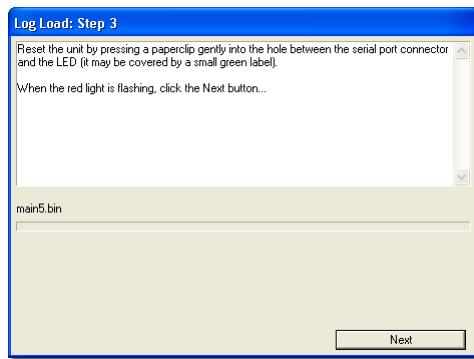 Log Load: Step 3
Reset the unit by pressing a paperclip gently into the hole between the serial port connector
and the LED (it may be covered by a small green label).
When the red light is flashing, click the Next button...
main5.bin
Next